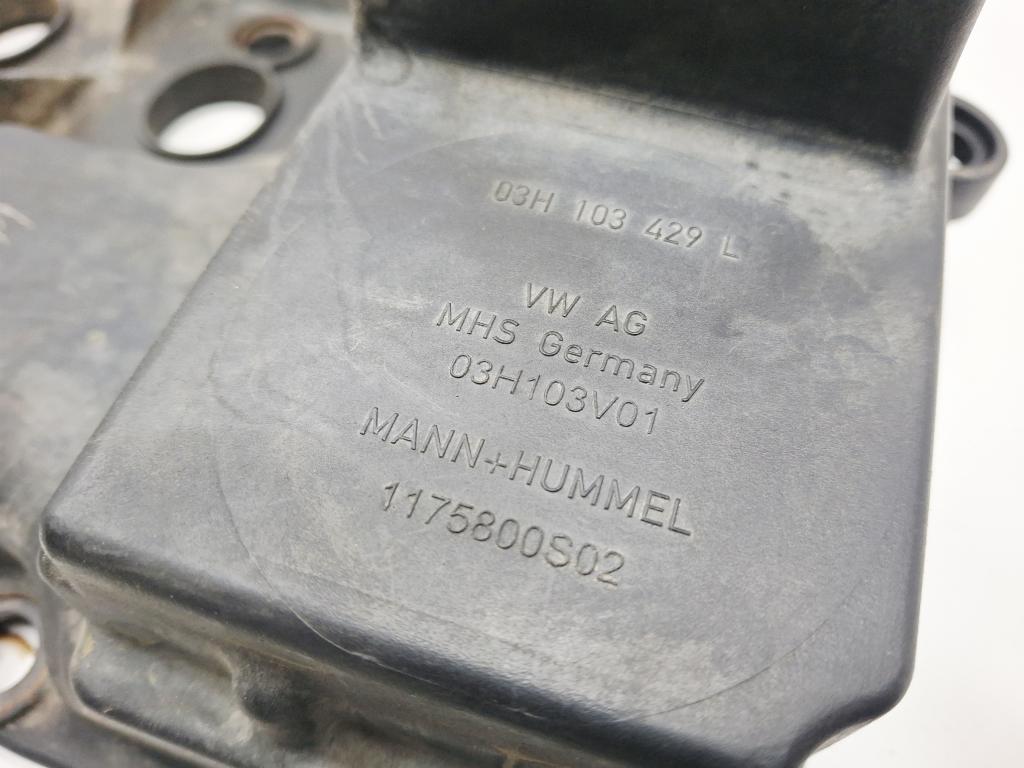 03H 103 429 L
VW AG
MHS Germany
03H103V01
MANN+HUMMEL
1175800S02